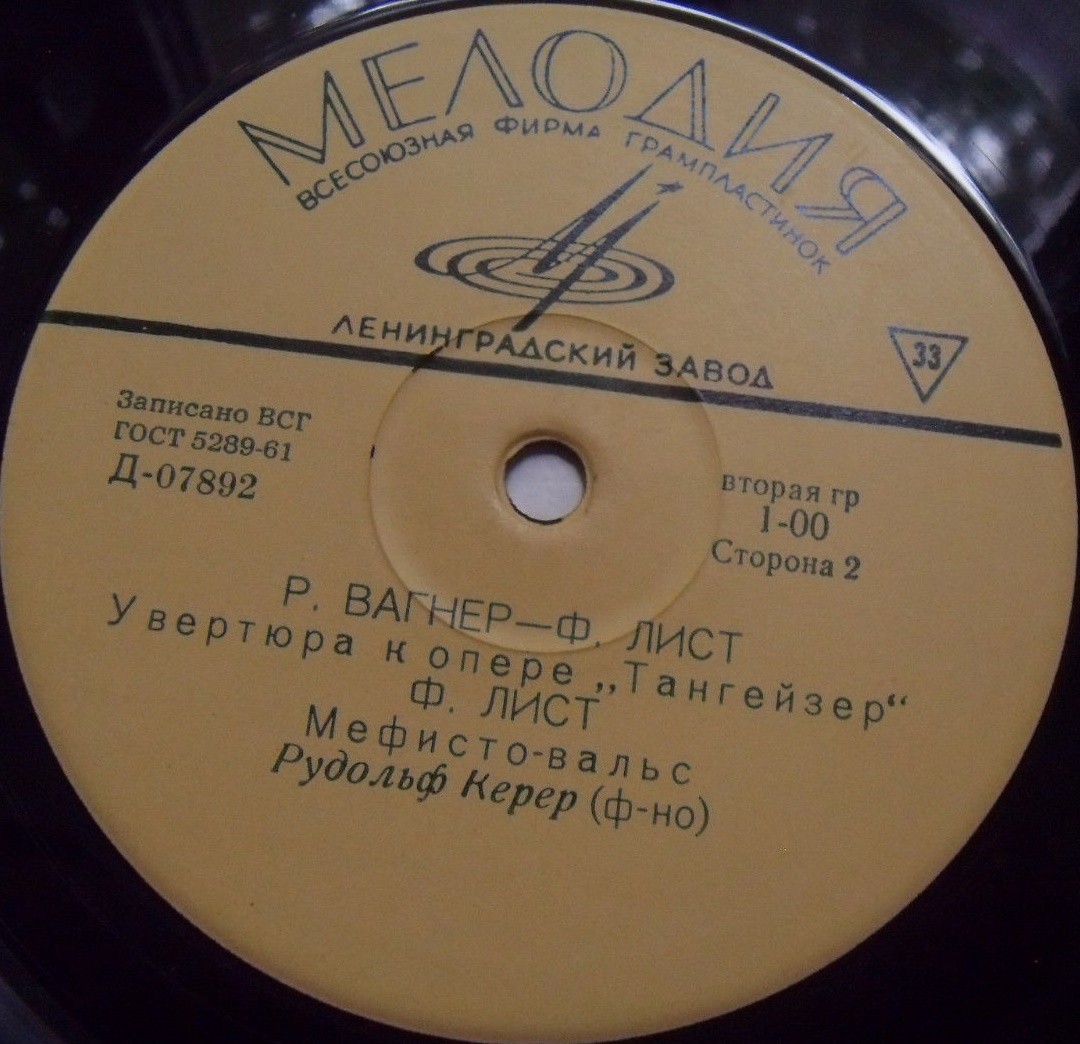 МЕЛОДИЯ
ВСЕСОЮЗНАЯ ФИРМА ГРАМПЛАСТИНОК
ЛЕНИНГРАДСКИЙ ЗАВОД
33
Записано ВСГ
ГОСТ 5289-61
Д-07892
вторая гр
1-00
Сторона 2
Р. ВАГНЕР—Ф. ЛИСТ
Увертюра к опере „Тангейзер“
Ф. ЛИСТ
Мефисто-вальс
Рудольф Керер (ф-но)